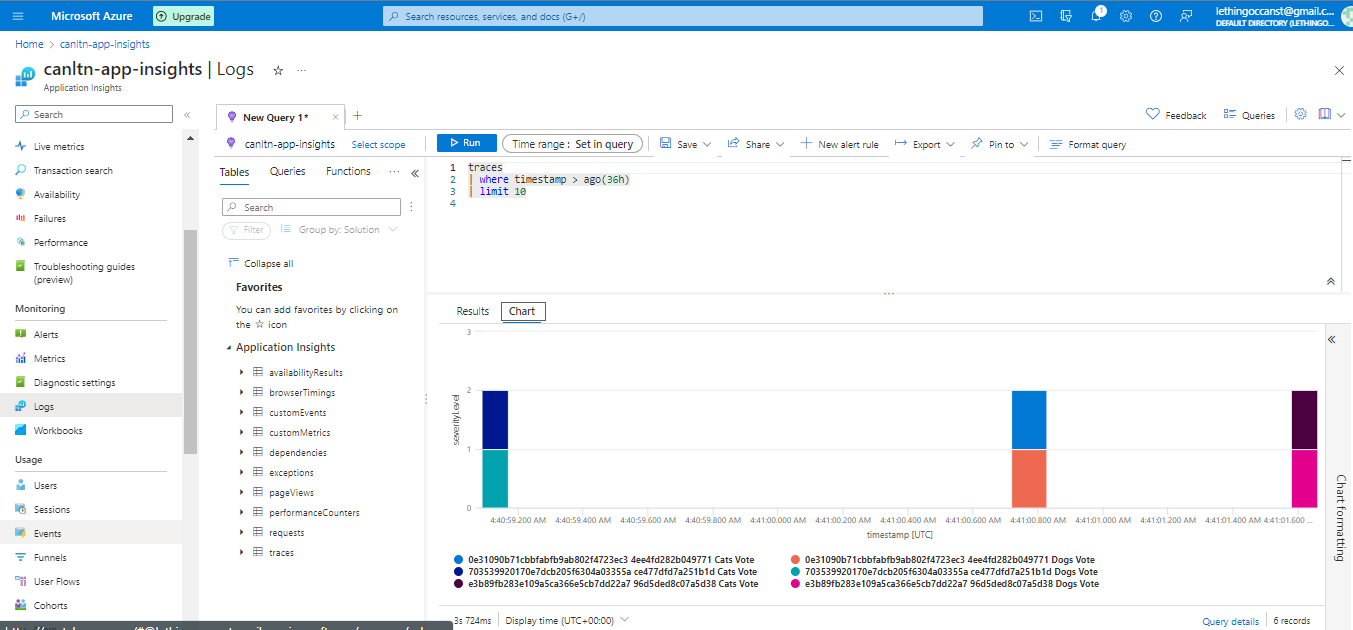 Microsoft Azure
Upgrade
Search resources, services, and docs (G+/)
1
lethingoccanst@gmail.c...
DEFAULT DIRECTORY (LETHINGO...
Home > canltn-app-insights
canltn-app-insights | Logs
Application Insights
Search
Live metrics
Transaction search
Availability
Failures
Performance
Troubleshooting guides
(preview)
Monitoring
Alerts
Metrics
Diagnostic settings
Logs
Workbooks
Usage
Users
Sessions
Events
Funnels
User Flows
Cohorts
New Query 1*
Feedback
Queries
canltn-app-insights
Select scope
Run
Time range : Set in query
Save
Share
New alert rule
Export
Pin to
Format query
Tables
Queries
Functions
Search
Filter
Group by: Solution
Collapse all
Favorites
You can add favorites by clicking on
the ☆ icon
Application Insights
availabilityResults
browserTimings
customEvents
customMetrics
dependencies
exceptions
pageViews
performanceCounters
requests
traces
1 traces
2 | where timestamp > ago(36h)
3 | limit 10
4
Results
Chart
3
2
1
0
severityLevel
4:40:59.200 AM 4:40:59.400 AM 4:40:59.600 AM 4:40:59.800 AM 4:41:00.000 AM 4:41:00.200 AM 4:41:00.400 AM 4:41:00.600 AM 4:41:00.800 AM 4:41:01.000 AM 4:41:01.200 AM 4:41:01.400 AM 4:41:01.600 ...
timestamp [UTC]
0e31090b71cbbfabfb9ab802f4723ec3 4ee4fd282b049771 Cats Vote
0e31090b71cbbfabfb9ab802f4723ec3 4ee4fd282b049771 Dogs Vote
703539920170e7dcb205f6304a03355a ce477dfd7a251b1d Cats Vote
703539920170e7dcb205f6304a03355a ce477dfd7a251b1d Dogs Vote
e3b89fb283e109a5ca366e5cb7dd22a7 96d5ded8c07a5d38 Cats Vote
e3b89fb283e109a5ca366e5cb7dd22a7 96d5ded8c07a5d38 Dogs Vote
Chart formatting
3s 724ms
Display time (UTC+00:00)
Query details
6 records